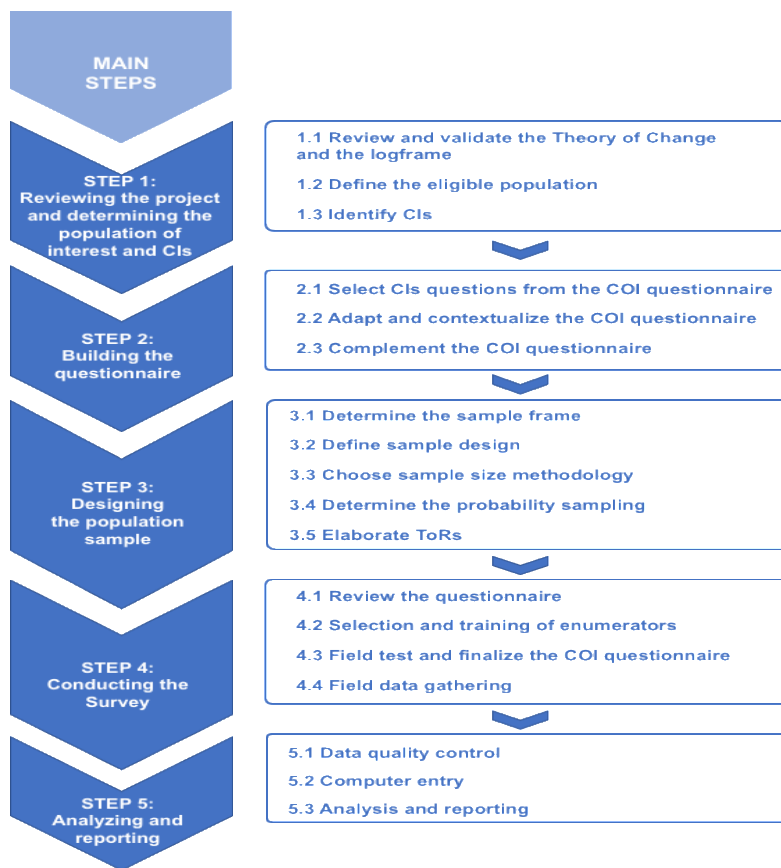 MAIN
STEPS
STEP 1:
Reviewing the project
and determining the
population of
interest and CIs
1.1 Review and validate the Theory of Change
and the logframe
1.2 Define the eligible population
1.3 Identify CIs
STEP 2:
Building the
questionnaire
2.1 Select CIs questions from the COI questionnaire
2.2 Adapt and contextualize the COI questionnaire
2.3 Complement the COI questionnaire
STEP 3:
Designing
the population
sample
3.1 Determine the sample frame
3.2 Define sample design
3.3 Choose sample size methodology
3.4 Determine the probability sampling
3.5 Elaborate ToRs
STEP 4:
Conducting the
Survey
4.1 Review the questionnaire
4.2 Selection and training of enumerators
4.3 Field test and finalize the COI questionnaire
4.4 Field data gathering
STEP 5:
Analyzing and
reporting
5.1 Data quality control
5.2 Computer entry
5.3 Analysis and reporting